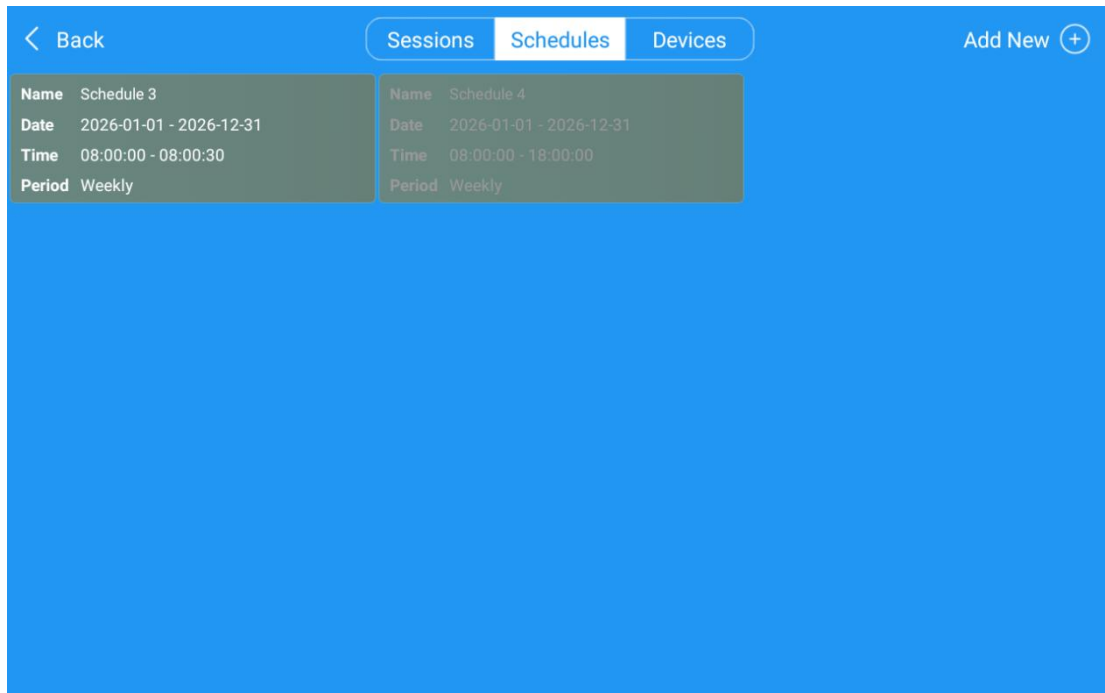 Back
Sessions
Schedules
Devices
Add New
Name Schedule 3
Date 2026-01-01 - 2026-12-31
Time 08:00:00 - 08:00:30
Period Weekly
Name Schedule 4
Date 2026-01-01 - 2026-12-31
Time 08:00:00 - 18:00:00
Period Weekly